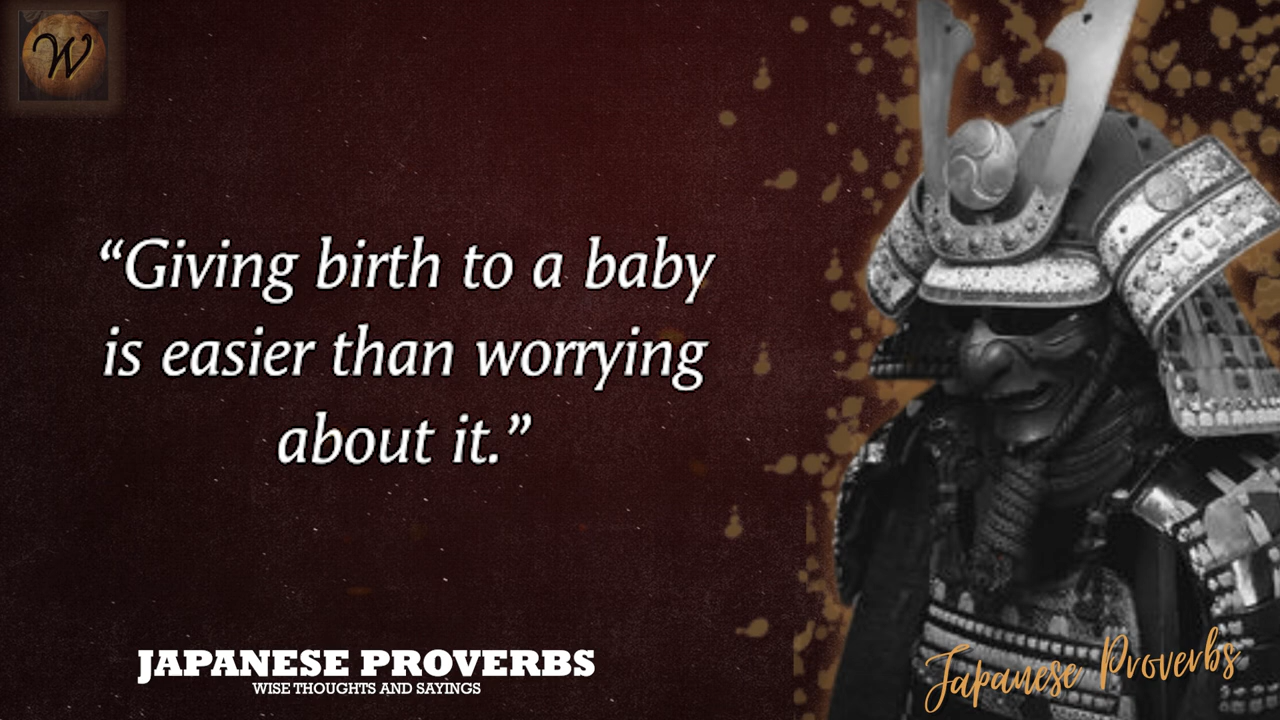 W
“Giving birth to a baby
is easier than worrying
about it.”
JAPANESE PROVERBS
WISE THOUGHTS AND SAYINGS
Japanese Proverbs